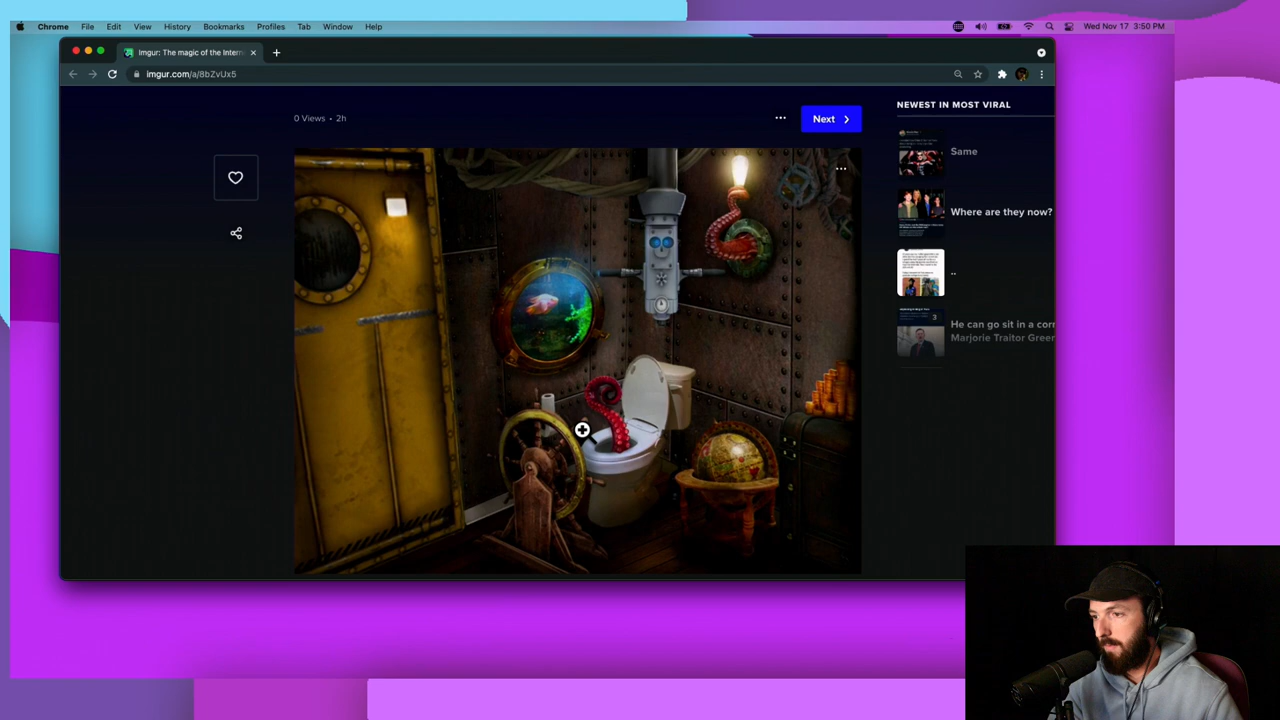 Chrome File Edit View History Bookmarks Profiles Tab Window Help
Wed Nov 17 3:50 PM
Imgur: The magic of the Intern
imgur.com/a/8bZvUx5
0 Views • 2h
Next
NEWEST IN MOST VIRAL
Same
Where are they now?
..
He can go sit in a corn
Marjorie Traitor Green